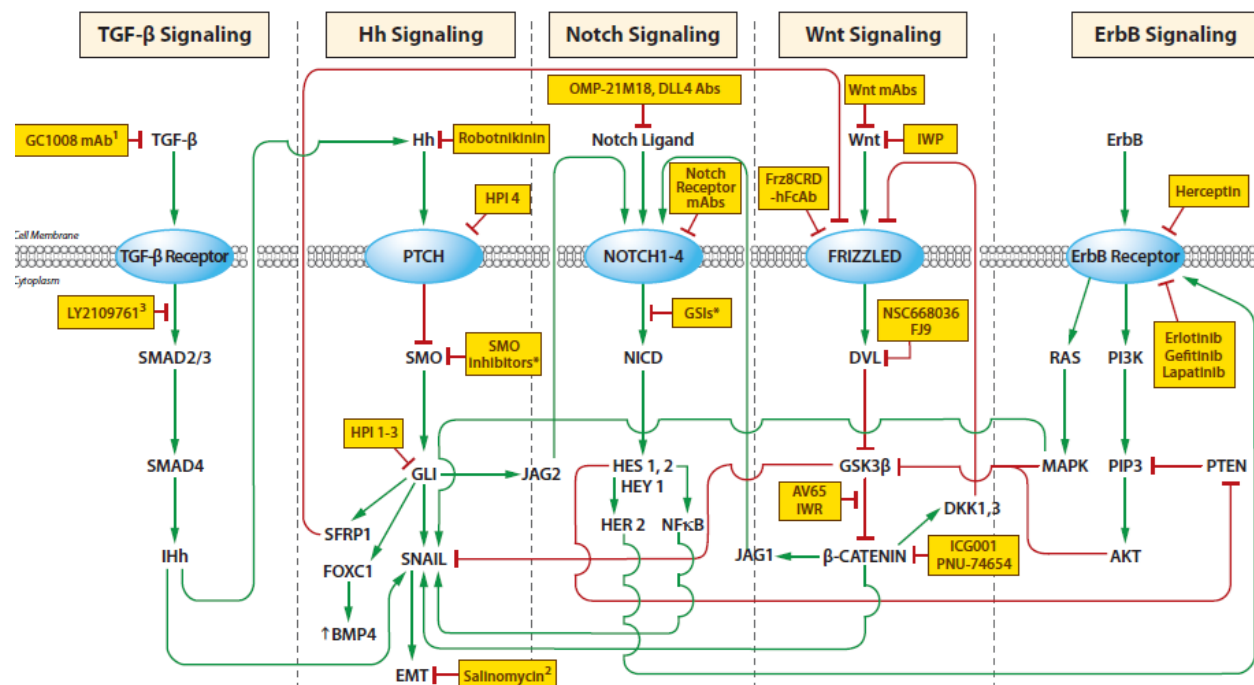 TGF-β Signaling
Hh Signaling
Notch Signaling
Wnt Signaling
ErbB Signaling
OMP-21M18, DLL4 Abs
Wnt mAbs
GC1008 mAb1
TGF-β
Hh
Robotnikinin
Notch Ligand
Wnt
IWP
ErbB
HPI 4
Notch
Receptor
mAbs
Frz8CRD
-hFcAb
Herceptin
Cell Membrane
TGF-β Receptor
PTCH
NOTCH1-4
FRIZZLED
ErbB Receptor
Cytoplasm
LY21097613
GSIs*
NSC668036
FJ9
SMAD2/3
SMO
SMO
inhibitors*
NICD
DVL
RAS
PI3K
Erlotinib
Gefitinib
Lapatinib
HPI 1-3
SMAD4
GLI
JAG2
HES 1, 2
HEY 1
GSK3β
MAPK
PIP3
PTEN
AV65
IWR
DKK1,3
SFRP1
HER 2
NFκB
IHh
FOXC1
SNAIL
JAG1
β-CATENIN
ICG001
PNU-74654
AKT
↑BMP4
EMT
Salinomycin2